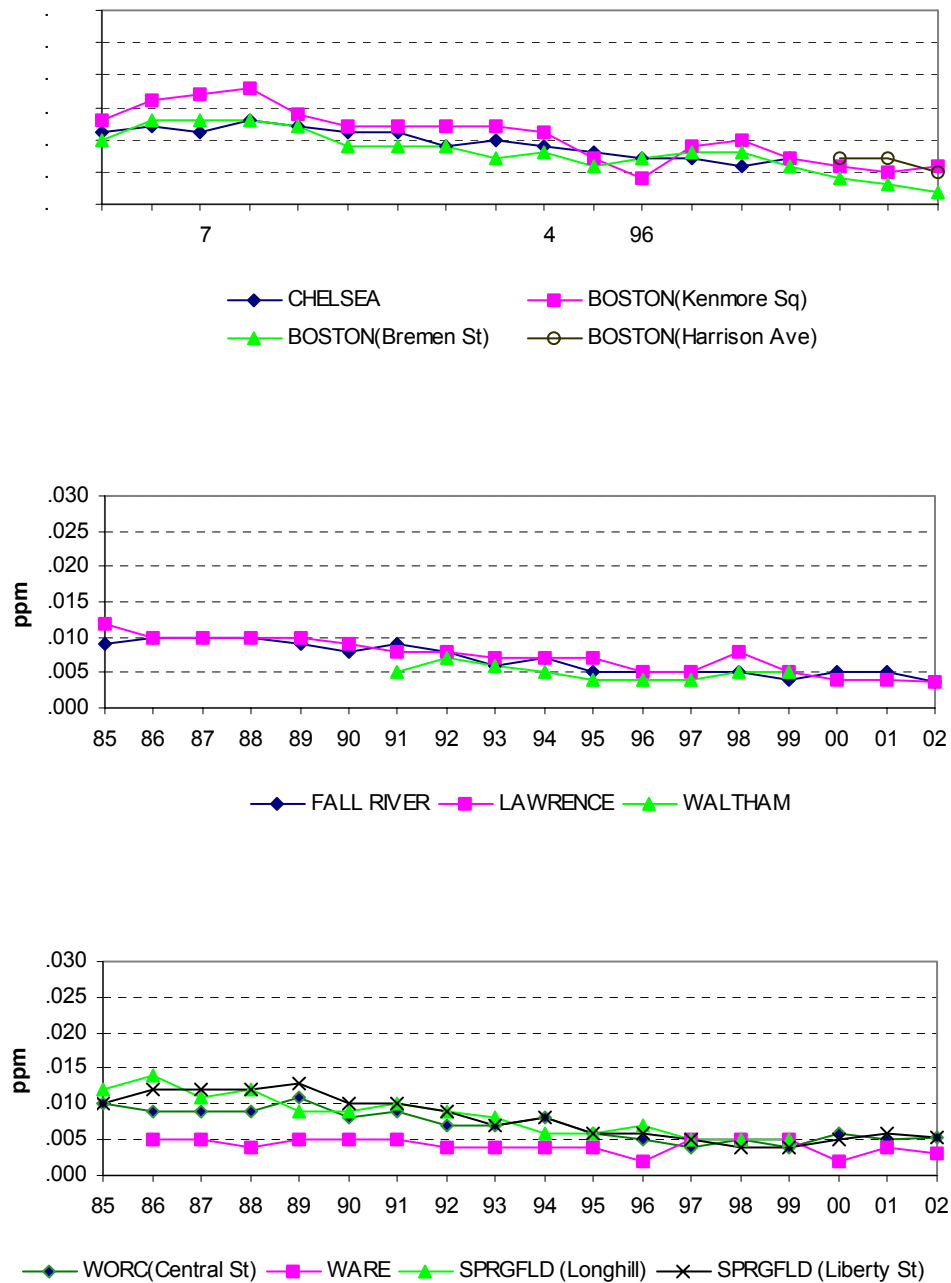 .
.
.
.
.
.
.
7 4 96
CHELSEA BOSTON(Kenmore Sq)
BOSTON(Bremen St) BOSTON(Harrison Ave)
.030
.025
.020
.015
.010
.005
.000
ppm
85 86 87 88 89 90 91 92 93 94 95 96 97 98 99 00 01 02
FALL RIVER LAWRENCE WALTHAM
.030
.025
.020
.015
.010
.005
.000
ppm
85 86 87 88 89 90 91 92 93 94 95 96 97 98 99 00 01 02
WORC(Central St) WARE SPRGFLD (Longhill) SPRGFLD (Liberty St)